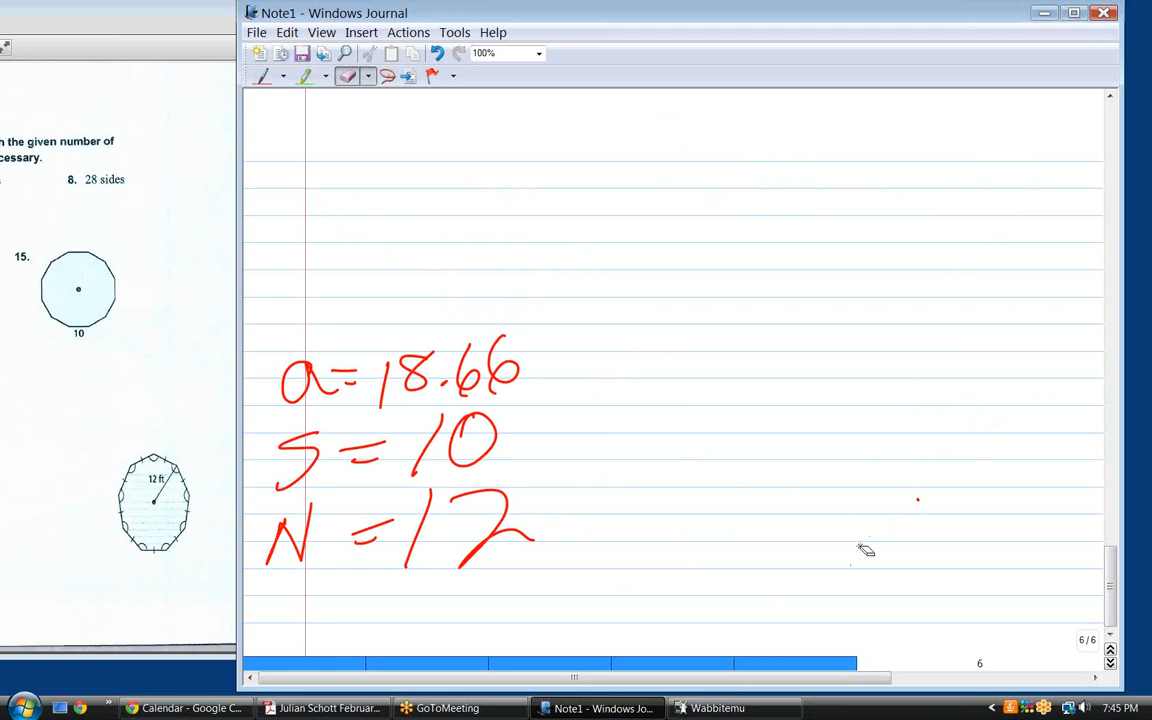 Note1 - Windows Journal
File Edit View Insert Actions Tools Help
100%
h the given number of
cessary.
8. 28 sides
15.
10
12 ft
a=18.66
s=10
N=12
6/6
6
Calendar - Google C...
Julian Schott Februar...
GoToMeeting
Note1 - Windows Jo...
Wabbitemu
7:45 PM